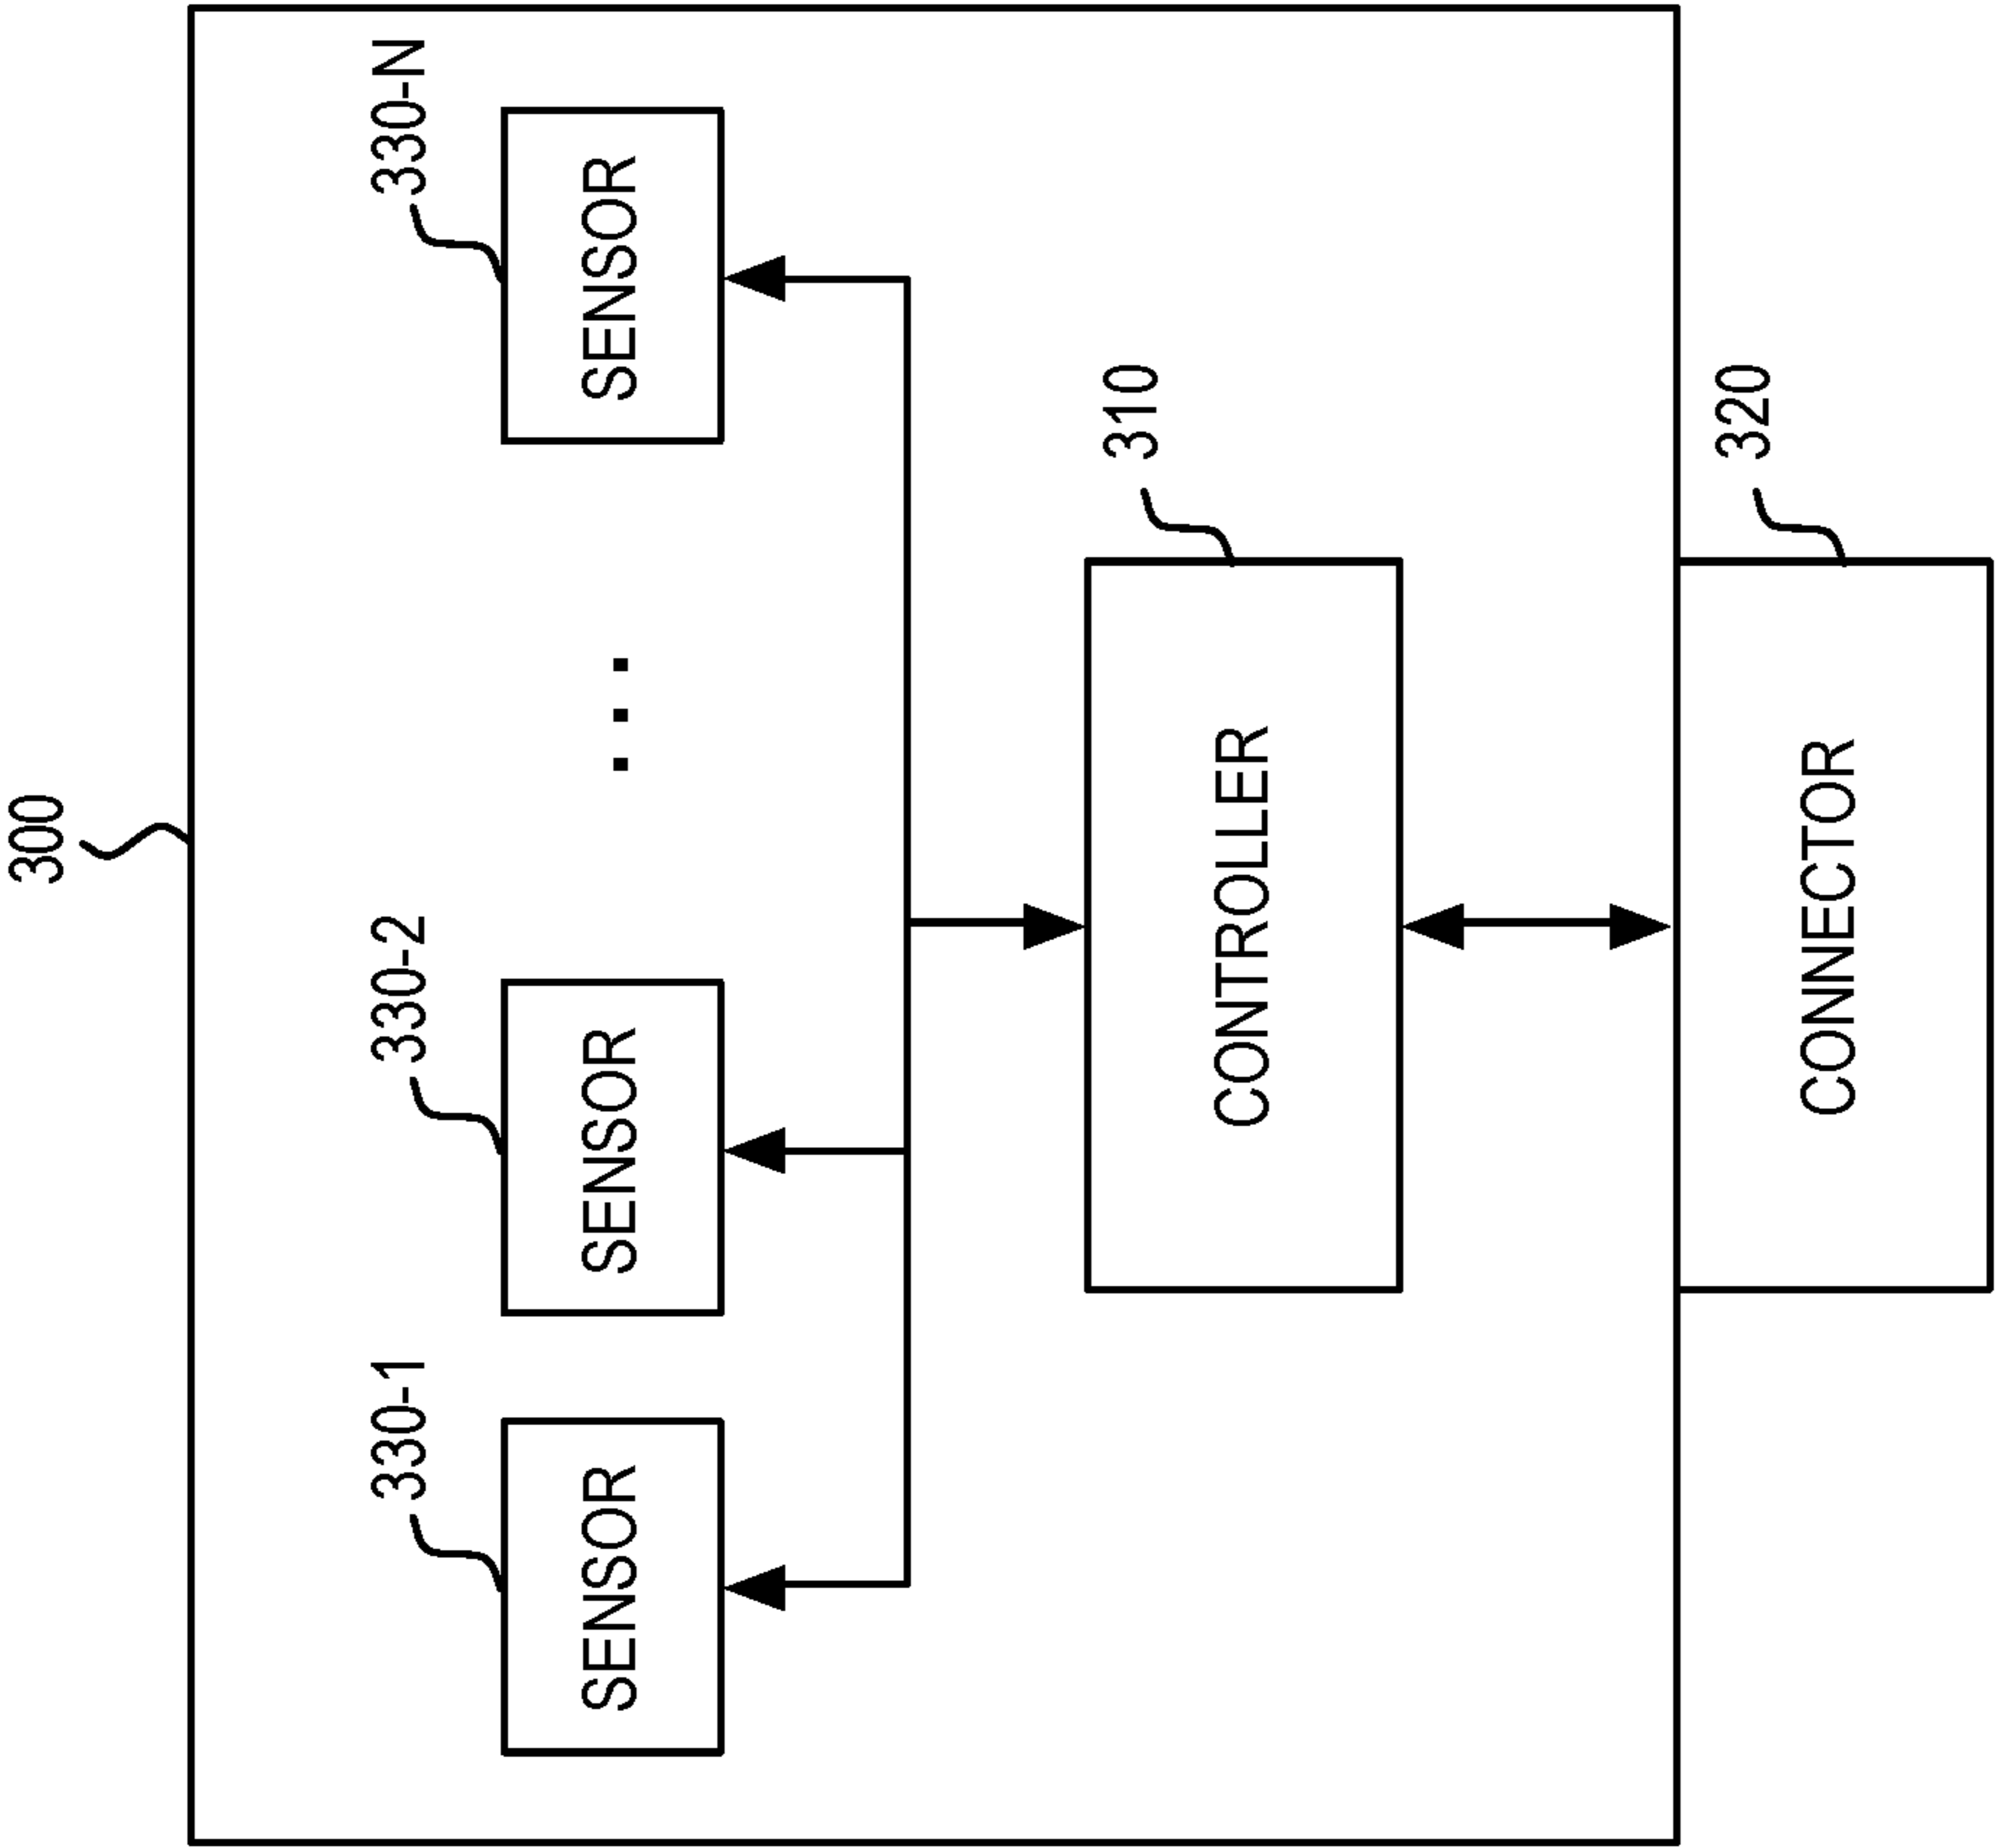 300
330-1
330-2
330-N
SENSOR
SENSOR
...
SENSOR
310
CONTROLLER
320
CONNECTOR